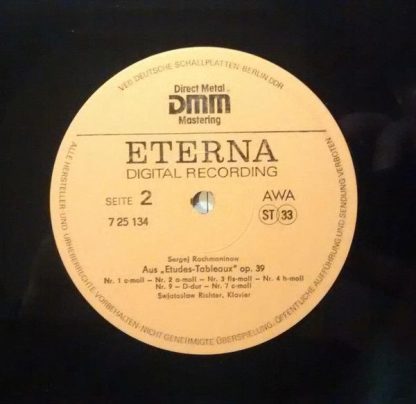 VEB DEUTSCHE SCHALLPLATTEN · BERLIN DDR
Direct Metal
DMM
Mastering
ETERNA
DIGITAL RECORDING
SEITE 2
AWA
7 25 134
ST 33
Sergej Rachmaninow
Aus „Etudes-Tableaux" op. 39
Nr. 1 c-moll – Nr. 2 a-moll – Nr. 3 fis-moll – Nr. 4 h-moll
Nr. 9 – D-dur – Nr. 7 c-moll
Swjatoslaw Richter, Klavier
ALLE HERSTELLER UND URHEBERRECHTE VORBEHALTEN · NICHT GENEHMIGTE ÜBERSPIELUNG, ÖFFENTLICHE AUFFÜHRUNG UND SENDUNG VERBOTEN